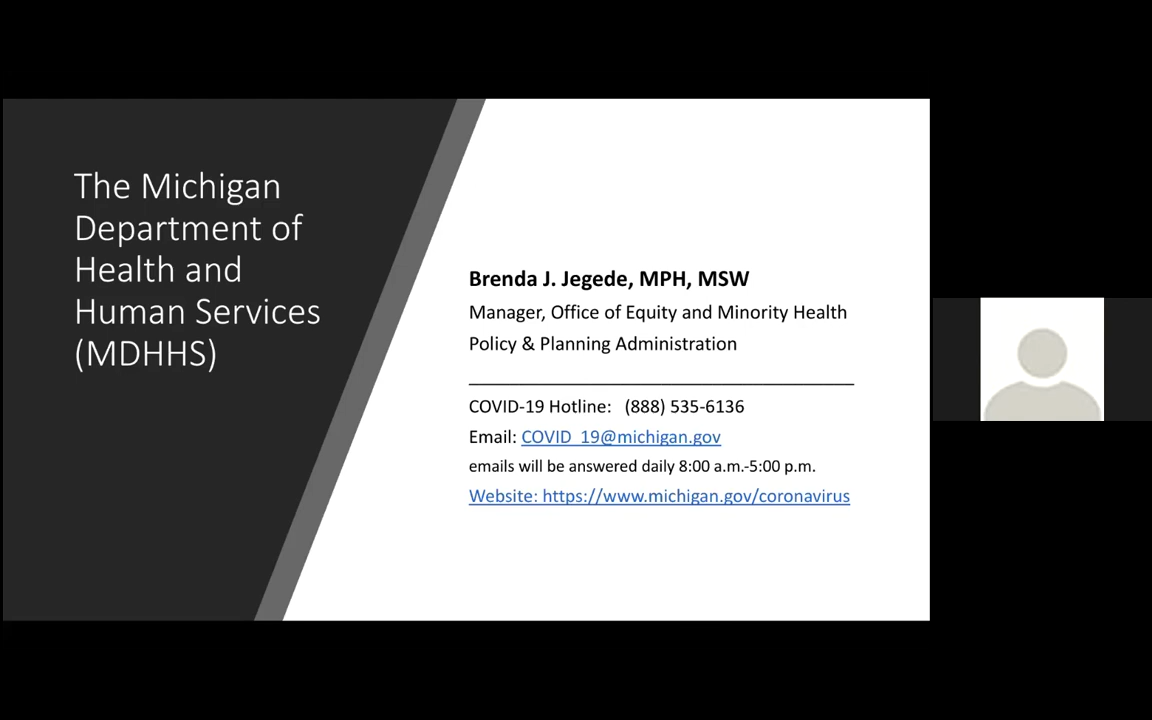 The Michigan
Department of
Health and
Human Services
(MDHHS)
Brenda J. Jegede, MPH, MSW
Manager, Office of Equity and Minority Health
Policy & Planning Administration
COVID-19 Hotline: (888) 535-6136
Email: COVID_19@michigan.gov
emails will be answered daily 8:00 a.m.-5:00 p.m.
Website: https://www.michigan.gov/coronavirus